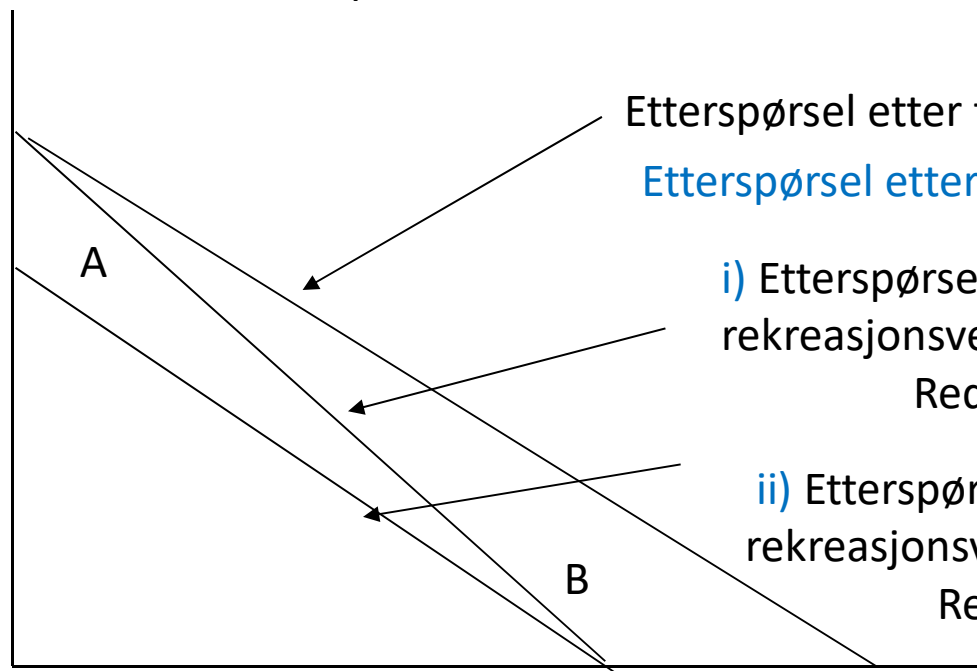 Etterspørsel etter
Etterspørsel etter
A
i) Etterspørse
rekreasjonsve
Red
ii) Etterspør
rekreasjonsv
Re
B